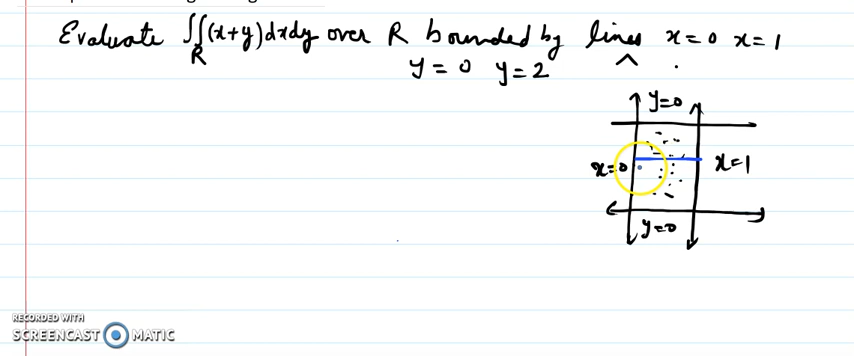 Evaluate ∬(x+y)dxdy over R bounded by lines x=0 x=1
R
y=0 y=2
^
y=0
x=0
x=1
y=0
RECORDED WITH
SCREENCAST MATIC